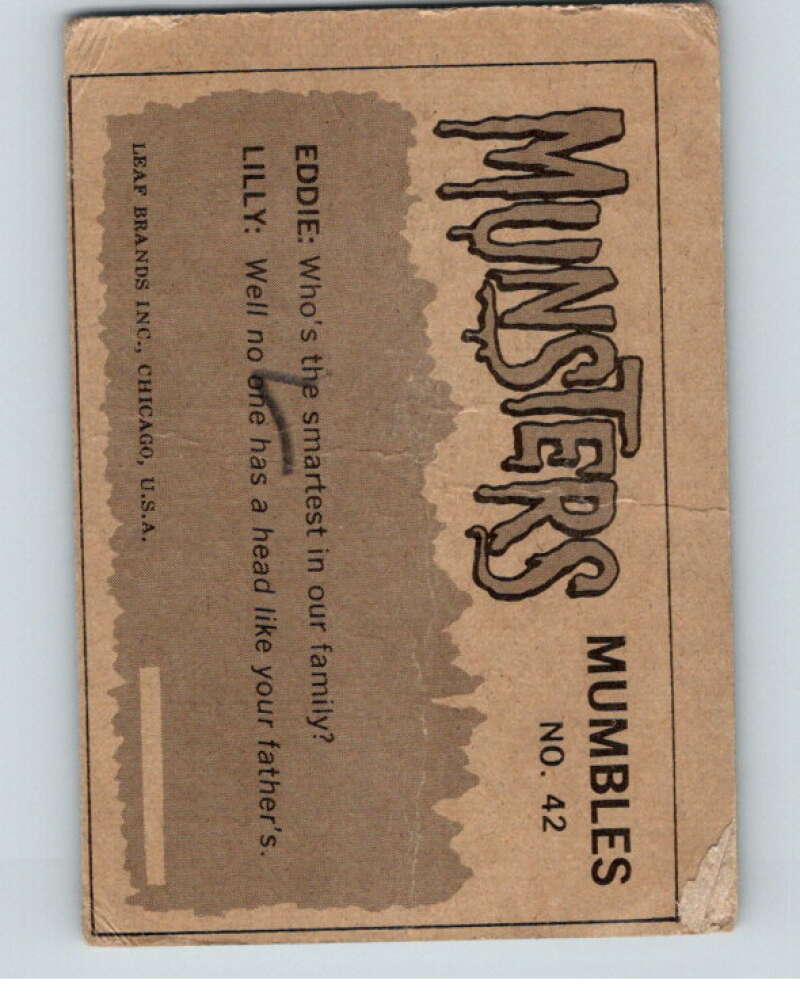 MUNSTERS MUMBLES
NO. 42
EDDIE: Who's the smartest in our family?
LILLY: Well no one has a head like your father's.
LEAF BRANDS INC., CHICAGO, U.S.A.